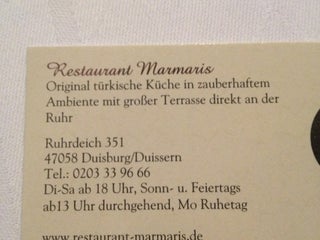 Restaurant Marmaris
Original türkische Küche in zauberhaftem
Ambiente mit großer Terrasse direkt an der
Ruhr
Ruhrdeich 351
47058 Duisburg/Duissern
Tel.: 0203 33 96 66
Di-Sa ab 18 Uhr, Sonn- u. Feiertags
ab13 Uhr durchgehend, Mo Ruhetag
www.restaurant-marmaris.de